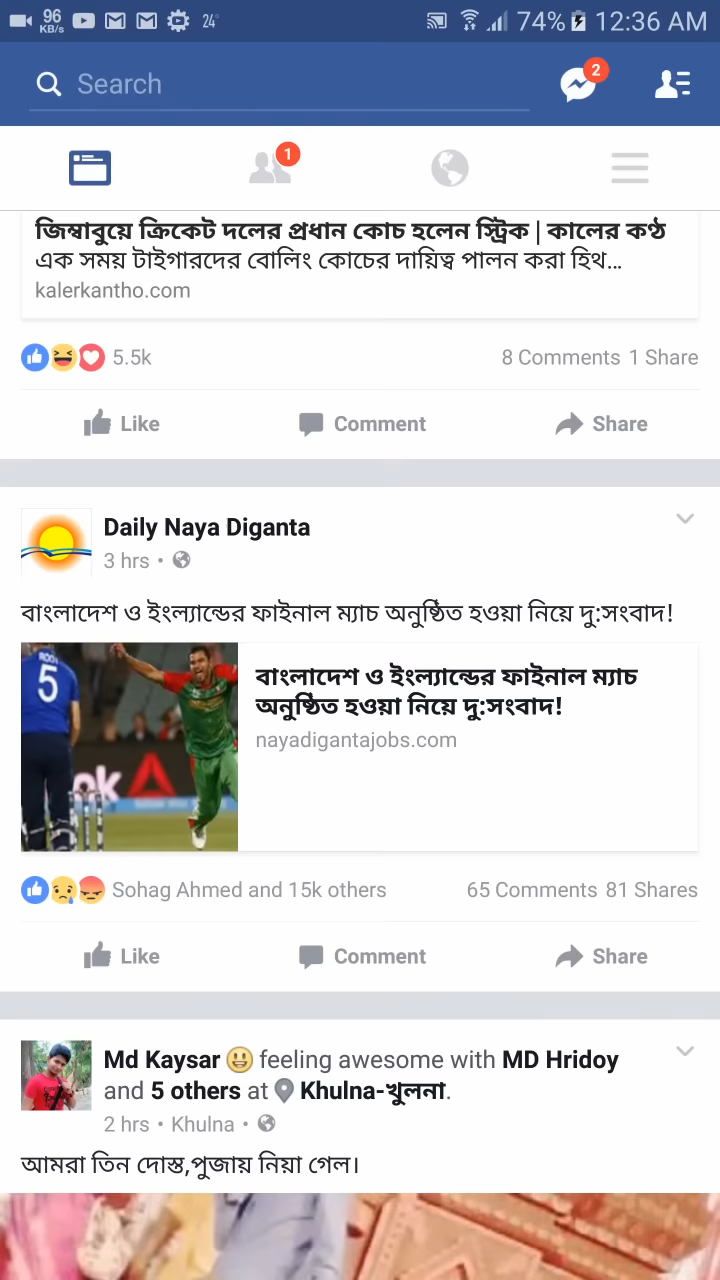 96
KB/s
24°
74%
12:36 AM
Search
2
1
জিম্বাবুয়ে ক্রিকেট দলের প্রধান কোচ হলেন স্ট্রিক | কালের কণ্ঠ
এক সময় টাইগারদের বোলিং কোচের দায়িত্ব পালন করা হিথ...
kalerkantho.com
5.5k
8 Comments 1 Share
Like Comment Share
Daily Naya Diganta
3 hrs •
বাংলাদেশ ও ইংল্যান্ডের ফাইনাল ম্যাচ অনুষ্ঠিত হওয়া নিয়ে দু:সংবাদ!
ROOT
5
বাংলাদেশ ও ইংল্যান্ডের ফাইনাল ম্যাচ
অনুষ্ঠিত হওয়া নিয়ে দু:সংবাদ!
nayadigantajobs.com
Sohag Ahmed and 15k others
65 Comments 81 Shares
Like Comment Share
Md Kaysar 😃 feeling awesome with MD Hridoy
and 5 others at Khulna-খুলনা.
2 hrs • Khulna •
আমরা তিন দোস্ত,পুজায় নিয়া গেল।